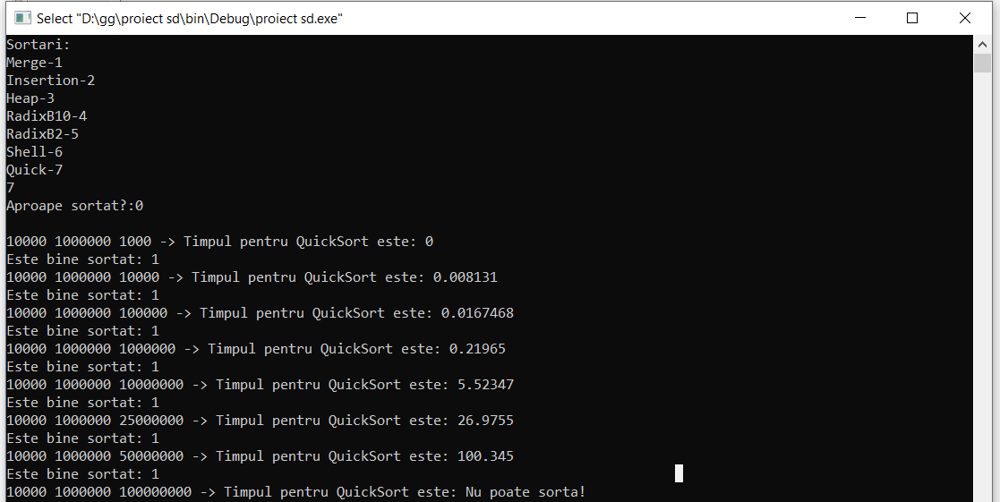 Select "D:\gg\proiect sd\bin\Debug\proiect sd.exe"
Sortari:
Merge-1
Insertion-2
Heap-3
RadixB10-4
RadixB2-5
Shell-6
Quick-7
7
Aproape sortat?:0
10000 1000000 1000 -> Timpul pentru QuickSort este: 0
Este bine sortat: 1
10000 1000000 10000 -> Timpul pentru QuickSort este: 0.008131
Este bine sortat: 1
10000 1000000 100000 -> Timpul pentru QuickSort este: 0.0167468
Este bine sortat: 1
10000 1000000 1000000 -> Timpul pentru QuickSort este: 0.21965
Este bine sortat: 1
10000 1000000 10000000 -> Timpul pentru QuickSort este: 5.52347
Este bine sortat: 1
10000 1000000 25000000 -> Timpul pentru QuickSort este: 26.9755
Este bine sortat: 1
10000 1000000 50000000 -> Timpul pentru QuickSort este: 100.345
Este bine sortat: 1
10000 1000000 100000000 -> Timpul pentru QuickSort este: Nu poate sorta!